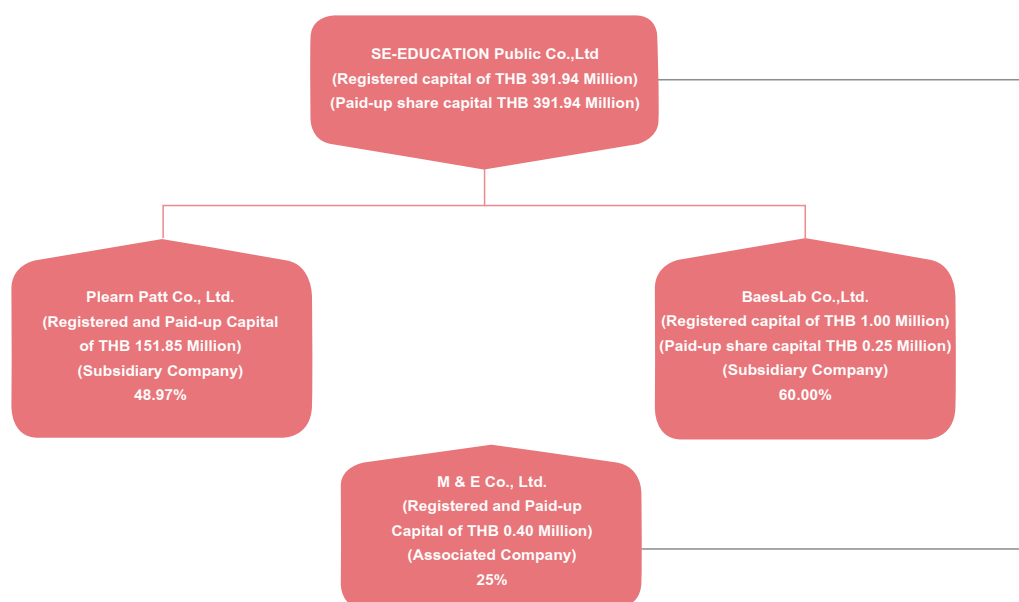 SE-EDUCATION Public Co.,Ltd
(Registered capital of THB 391.94 Million)
(Paid-up share capital THB 391.94 Million)
Plearn Patt Co., Ltd.
(Registered and Paid-up Capital
of THB 151.85 Million)
(Subsidiary Company)
48.97%
BaesLab Co.,Ltd.
(Registered capital of THB 1.00 Million)
(Paid-up share capital THB 0.25 Million)
(Subsidiary Company)
60.00%
M & E Co., Ltd.
(Registered and Paid-up
Capital of THB 0.40 Million)
(Associated Company)
25%